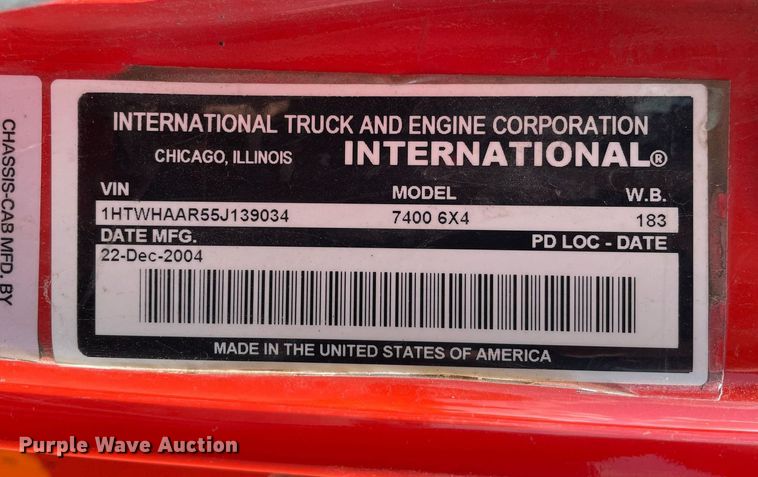 INTERNATIONAL TRUCK AND ENGINE CORPORATION
CHICAGO, ILLINOIS INTERNATIONAL®
VIN MODEL W.B.
1HTWHAAR55J139034 7400 6X4 183
DATE MFG. PD LOC - DATE
22-Dec-2004
MADE IN THE UNITED STATES OF AMERICA
CHASSIS-CAB MFD. BY
Purple Wave Auction